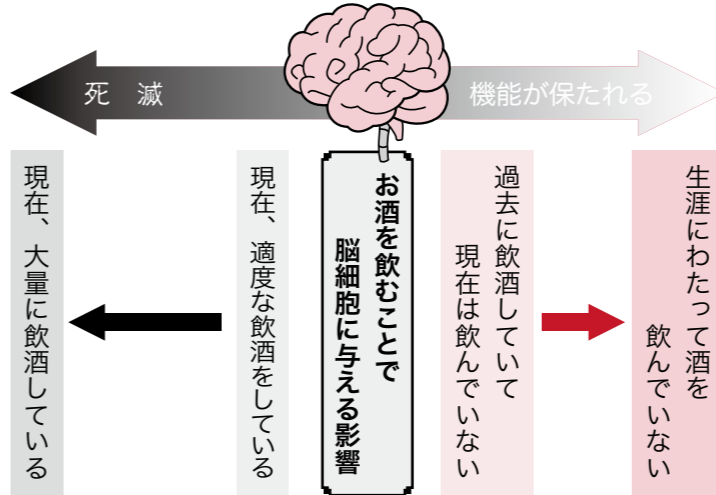 死滅
機能が保たれる
生涯にわたって酒を
飲んでいない
過去に飲酒していて
現在は飲んでいない
お酒を飲むことで
脳細胞に与える影響
現在、適度な飲酒をしている
現在、大量に飲酒している